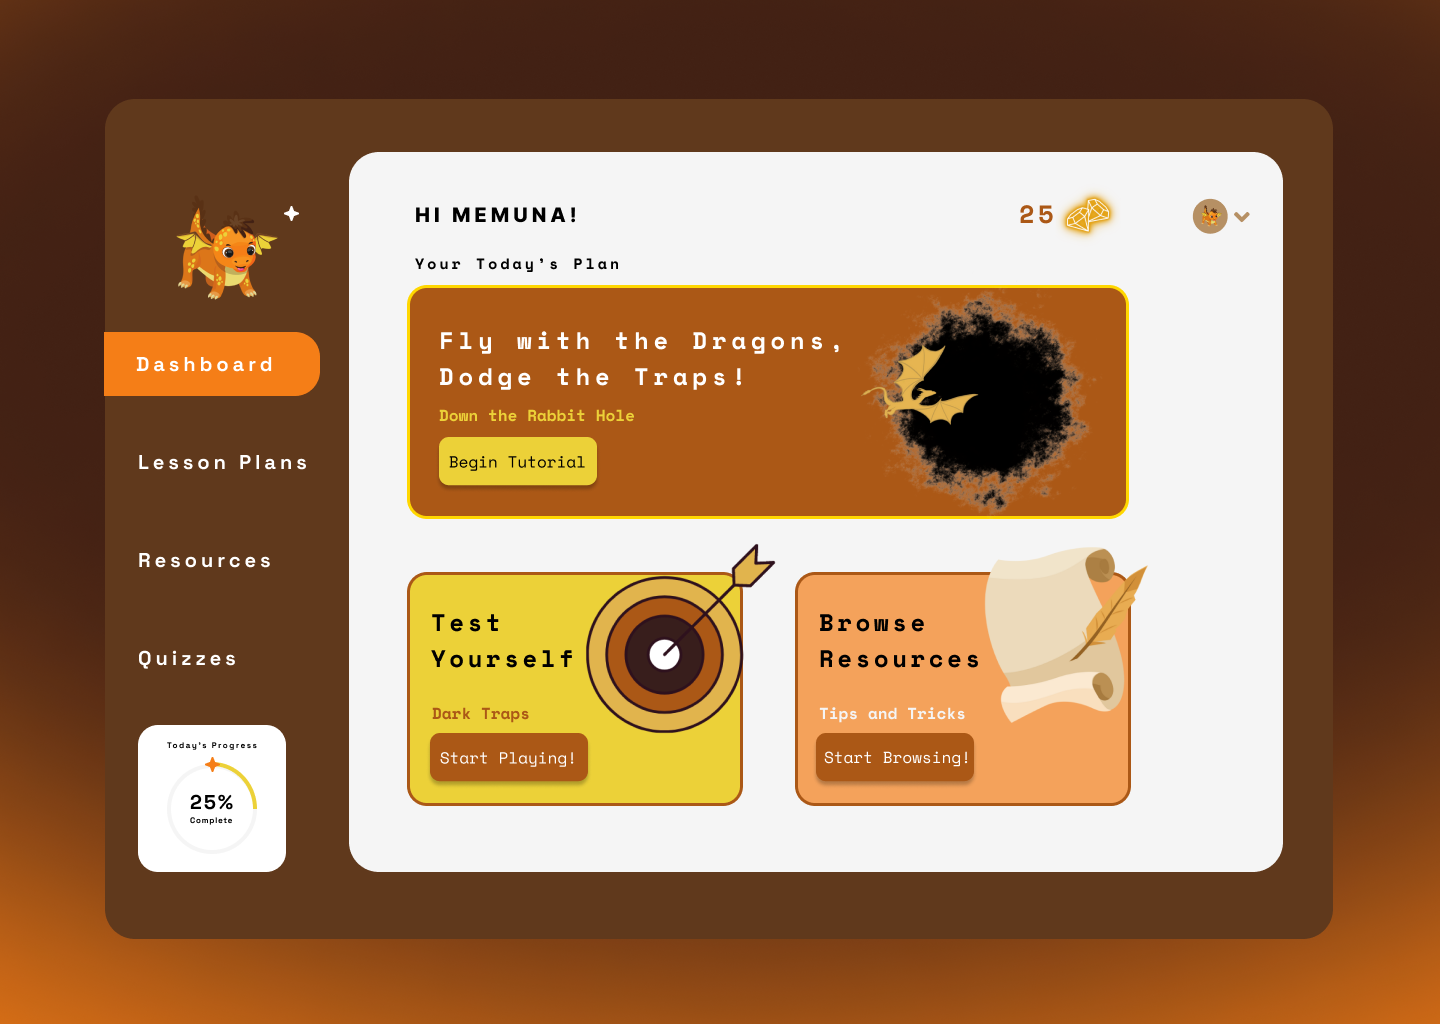 HI MEMUNA!
25
Your Today's Plan
Dashboard
Lesson Plans
Resources
Quizzes
Today's Progress
25%
Complete
Fly with the Dragons,
Dodge the Traps!
Down the Rabbit Hole
Begin Tutorial
Test
Yourself
Dark Traps
Start Playing!
Browse
Resources
Tips and Tricks
Start Browsing!